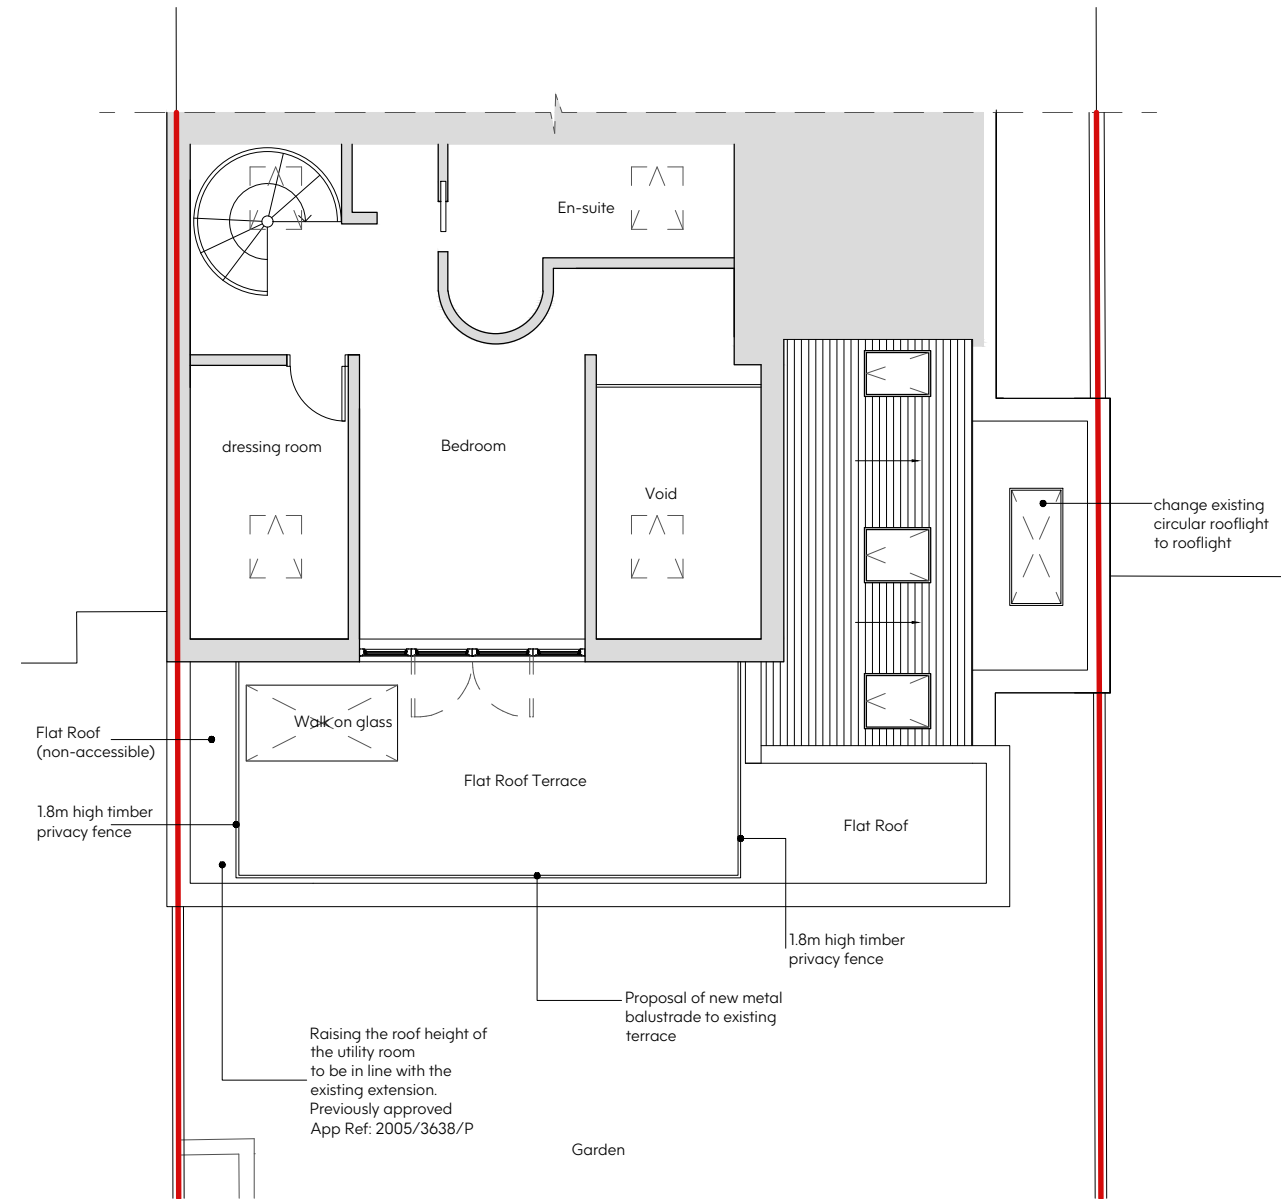 En-suite
dressing room
Bedroom
Void
change existing
circular rooflight
to rooflight
Walk on glass
Flat Roof
(non-accessible)
Flat Roof Terrace
1.8m high timber
privacy fence
Flat Roof
1.8m high timber
privacy fence
Proposal of new metal
balustrade to existing
terrace
Raising the roof height of
the utility room
to be in line with the
existing extension.
Previously approved
App Ref: 2005/3638/P
Garden